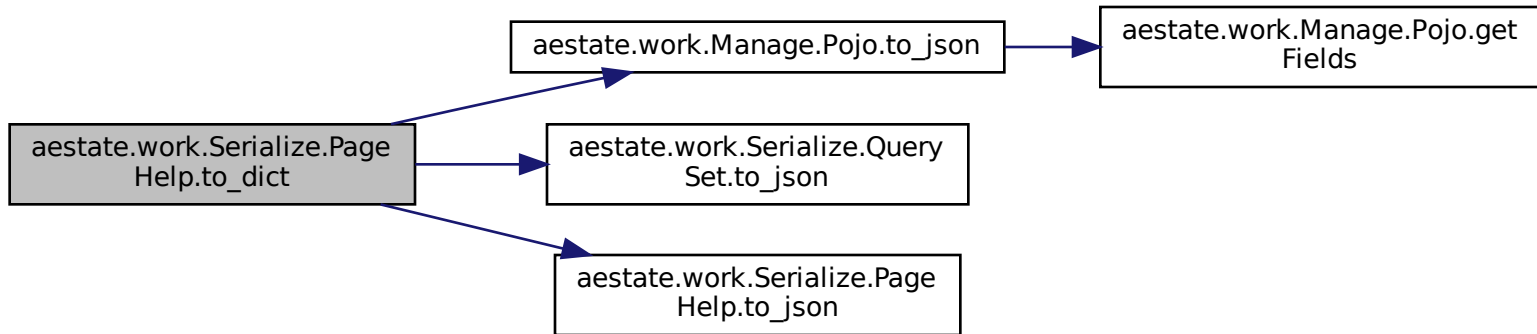 aestate.work.Manage.Pojo.to_json
aestate.work.Manage.Pojo.get
Fields
aestate.work.Serialize.Page
Help.to_dict
aestate.work.Serialize.Query
Set.to_json
aestate.work.Serialize.Page
Help.to_json